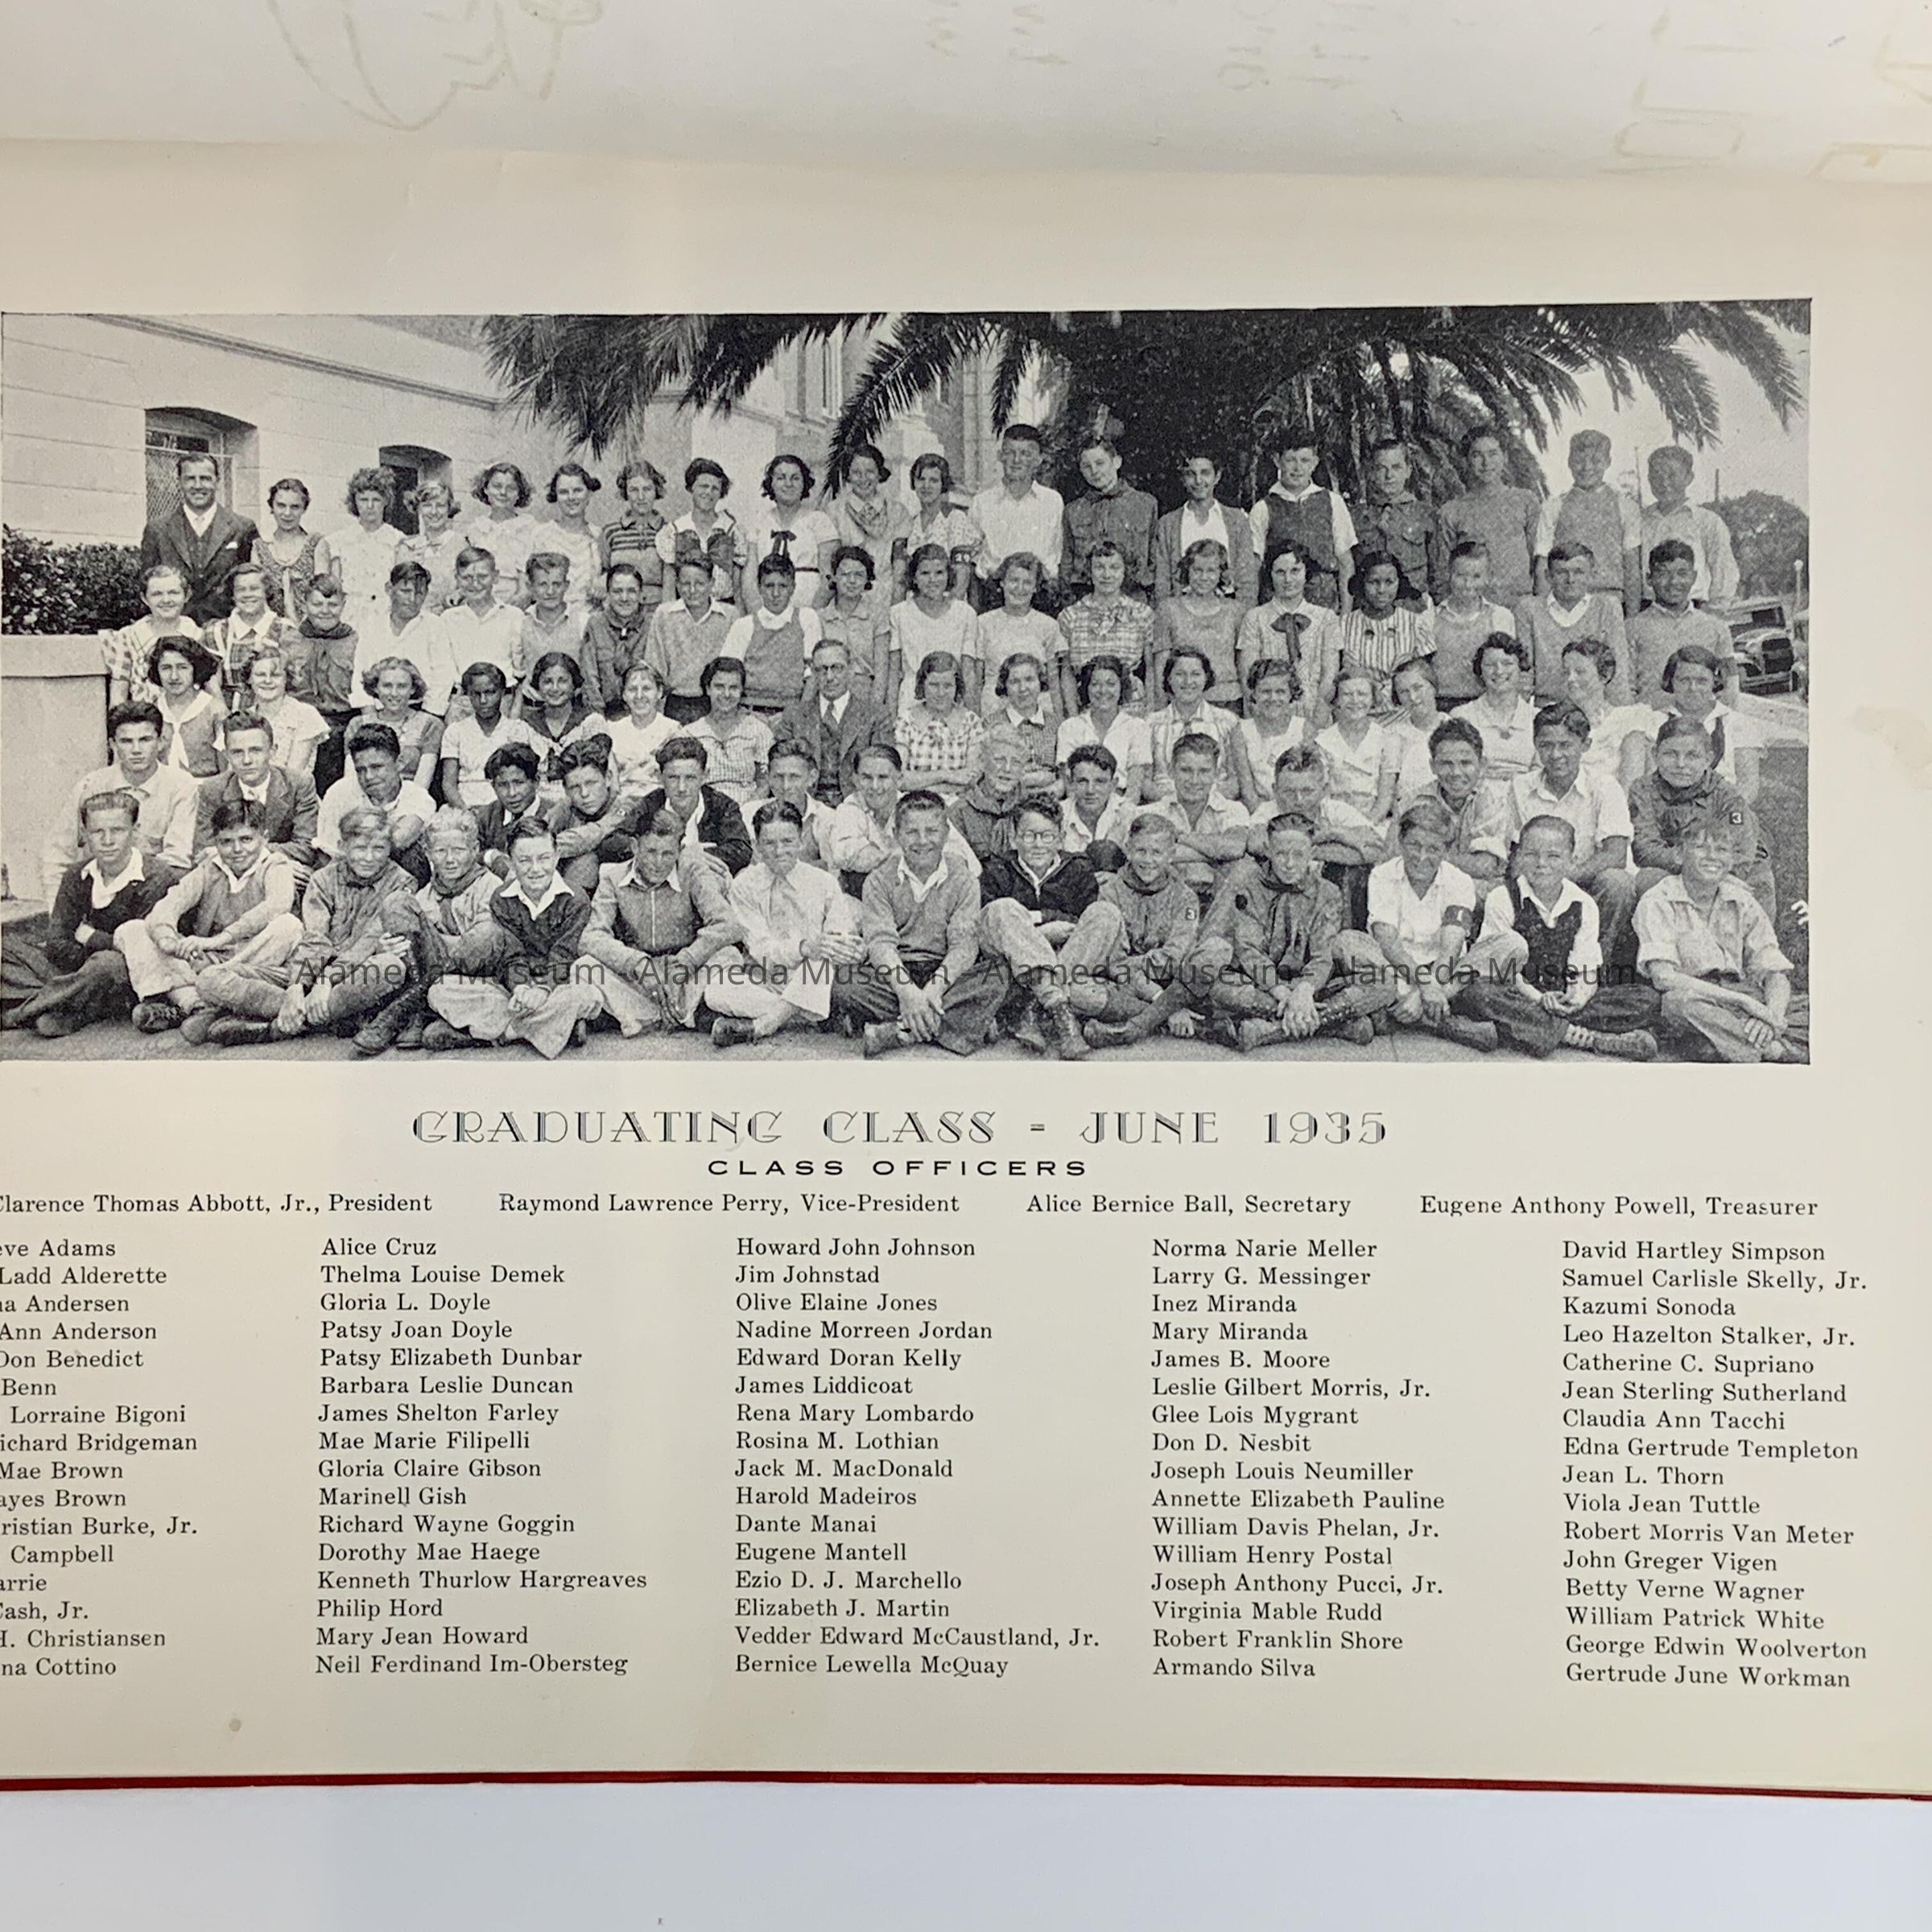 Alameda Museum - Alameda Museum - Alameda Museum - Alameda Museum
GRADUATING CLASS - JUNE 1935
CLASS OFFICERS
Clarence Thomas Abbott, Jr., President Raymond Lawrence Perry, Vice-President Alice Bernice Ball, Secretary Eugene Anthony Powell, Treasurer
Adams
Ladd Alderette
Andersen
Ann Anderson
Don Benedict
Benn
Lorraine Bigoni
Bridgeman
Mae Brown
Brown
Burke, Jr.
Campbell
Cash, Jr.
H. Christiansen
Cottino
Alice Cruz
Thelma Louise Demek
Gloria L. Doyle
Patsy Joan Doyle
Patsy Elizabeth Dunbar
Barbara Leslie Duncan
James Shelton Farley
Mae Marie Filipelli
Gloria Claire Gibson
Marinell Gish
Richard Wayne Goggin
Dorothy Mae Haege
Kenneth Thurlow Hargreaves
Philip Hord
Mary Jean Howard
Neil Ferdinand Im-Obersteg
Howard John Johnson
Jim Johnstad
Olive Elaine Jones
Nadine Morreen Jordan
Edward Doran Kelly
James Liddicoat
Rena Mary Lombardo
Rosina M. Lothian
Jack M. MacDonald
Harold Madeiros
Dante Manai
Eugene Mantell
Ezio D. J. Marchello
Elizabeth J. Martin
Vedder Edward McCaustland, Jr.
Bernice Lewella McQuay
Norma Narie Meller
Larry G. Messinger
Inez Miranda
Mary Miranda
James B. Moore
Leslie Gilbert Morris, Jr.
Glee Lois Mygrant
Don D. Nesbit
Joseph Louis Neumiller
Annette Elizabeth Pauline
William Davis Phelan, Jr.
William Henry Postal
Joseph Anthony Pucci, Jr.
Virginia Mable Rudd
Robert Franklin Shore
Armando Silva
David Hartley Simpson
Samuel Carlisle Skelly, Jr.
Kazumi Sonoda
Leo Hazelton Stalker, Jr.
Catherine C. Supriano
Jean Sterling Sutherland
Claudia Ann Tacchi
Edna Gertrude Templeton
Jean L. Thorn
Viola Jean Tuttle
Robert Morris Van Meter
John Greger Vigen
Betty Verne Wagner
William Patrick White
George Edwin Woolverton
Gertrude June Workman